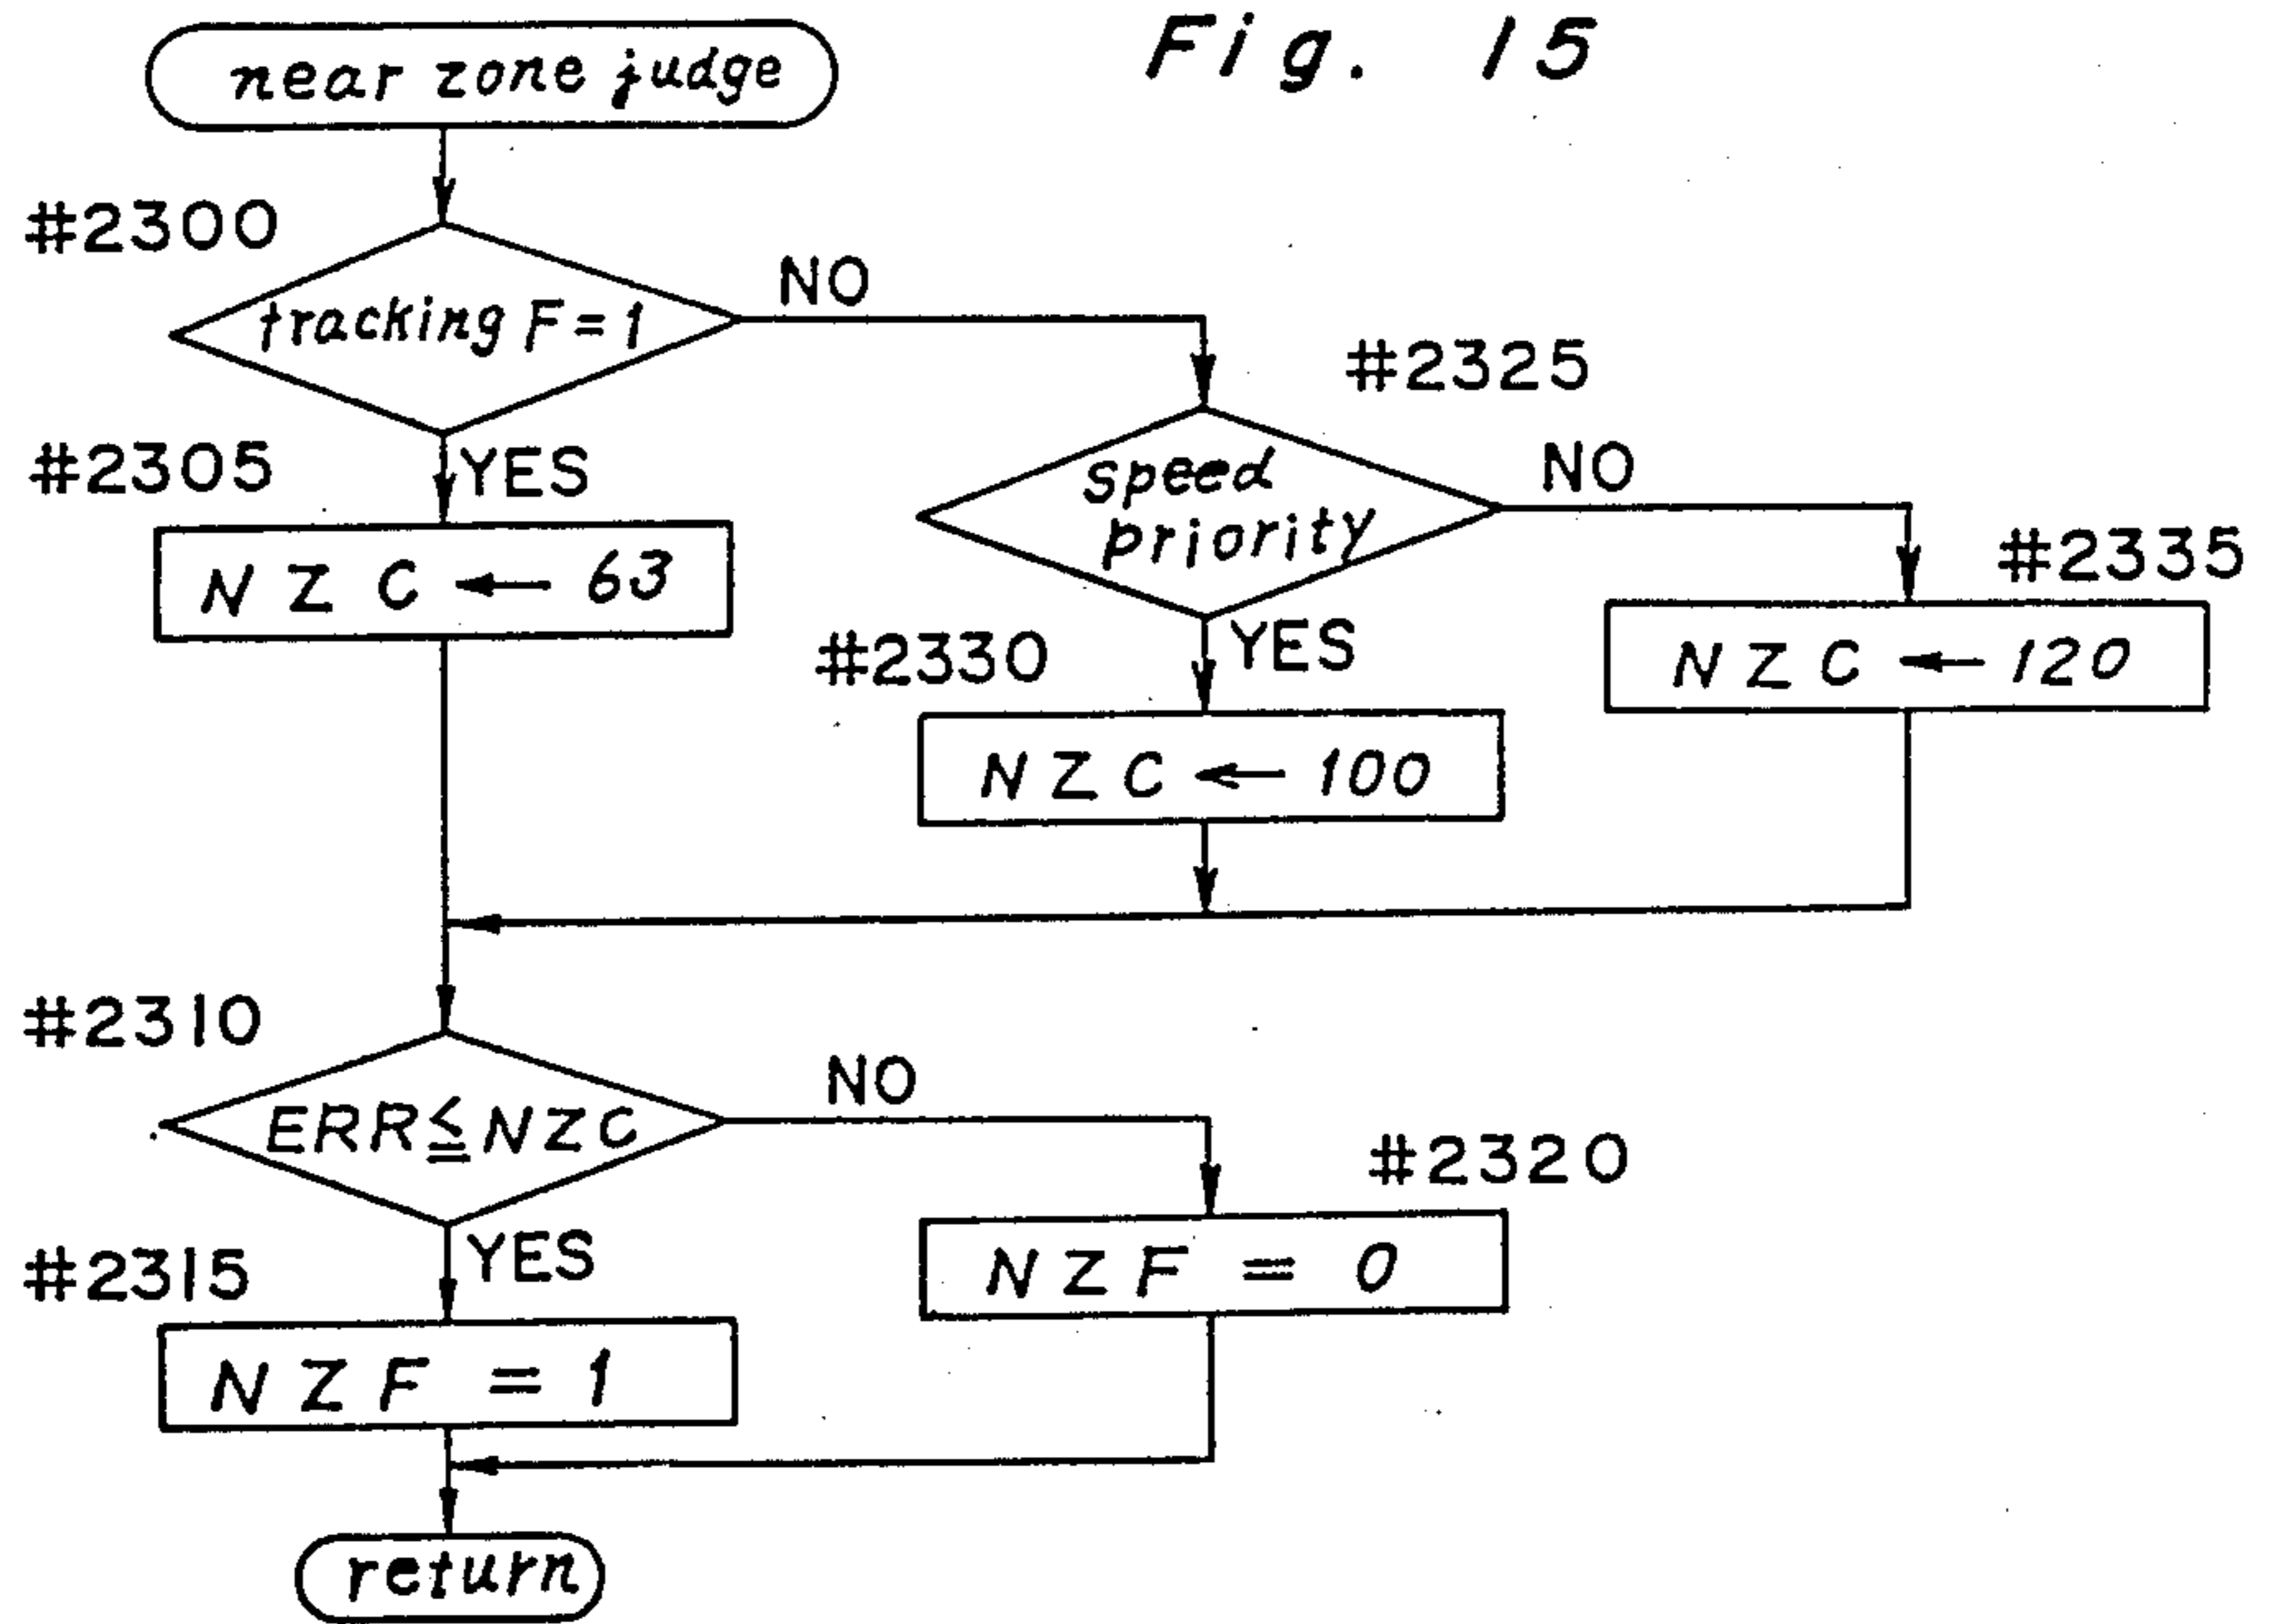 Fig. 15
near zone judge
#2300
tracking F=1
NO
#2325
#2305
YES
speed
priority
NO
NZC ← 63
#2335
#2330
YES
NZC ← 120
NZC ← 100
#2310
ERR≦NZC
NO
#2320
#2315
YES
NZF = 0
NZF = 1
return